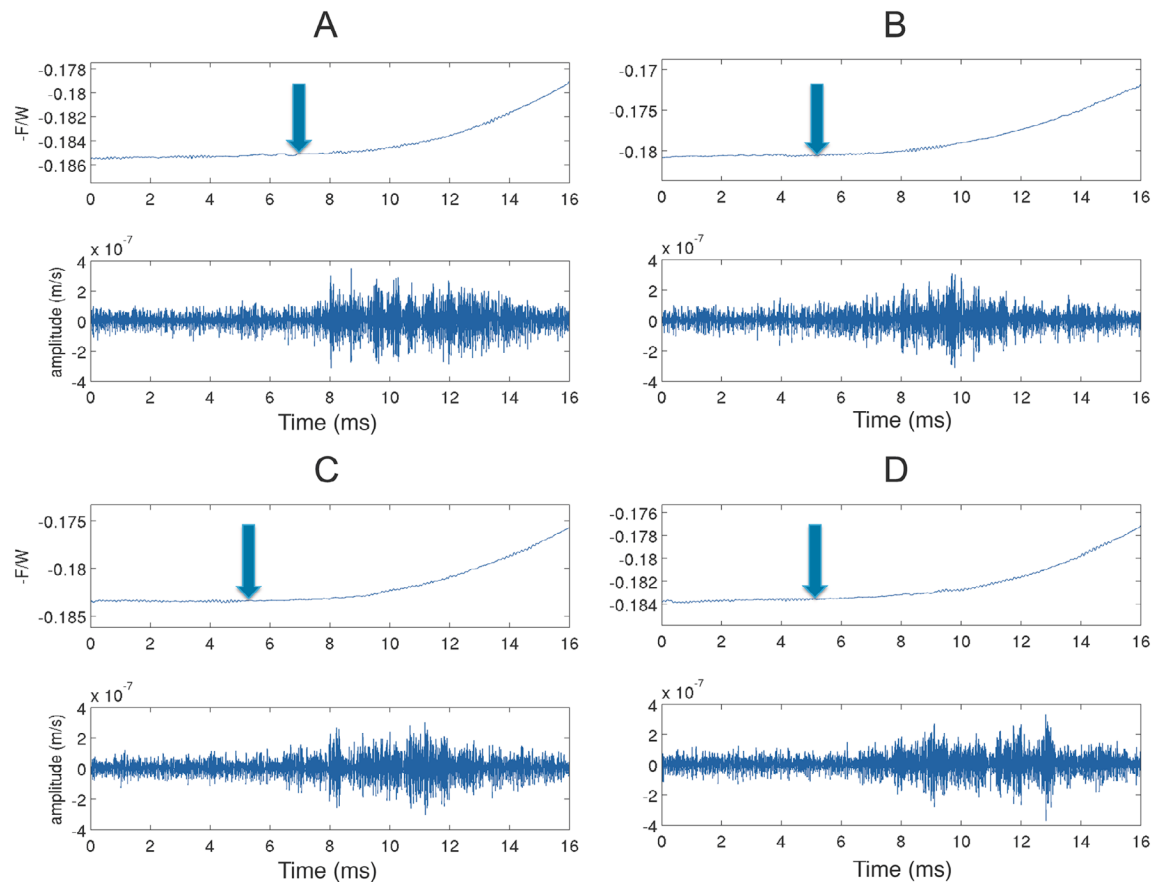 A
B
-F/W
-0.178
-0.18
-0.182
-0.184
-0.186
0 2 4 6 8 10 12 14 16
-0.17
-0.175
-0.18
0 2 4 6 8 10 12 14 16
amplitude (m/s)
x 10-7
4
2
0
-2
-4
0 2 4 6 8 10 12 14 16
Time (ms)
x 10-7
4
2
0
-2
-4
0 2 4 6 8 10 12 14 16
Time (ms)
C
D
-F/W
-0.175
-0.18
-0.185
0 2 4 6 8 10 12 14 16
-0.176
-0.178
-0.18
-0.182
-0.184
0 2 4 6 8 10 12 14 16
amplitude (m/s)
x 10-7
4
2
0
-2
-4
0 2 4 6 8 10 12 14 16
Time (ms)
x 10-7
4
2
0
-2
-4
0 2 4 6 8 10 12 14 16
Time (ms)